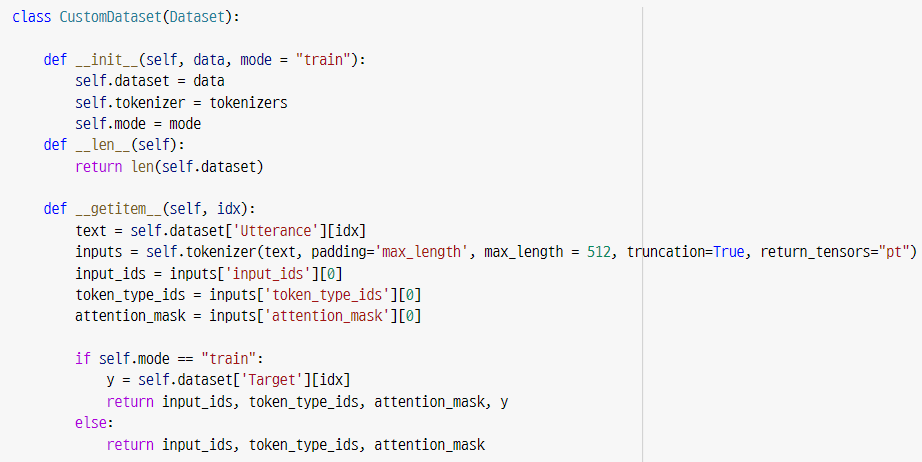 class CustomDataset(Dataset):
def __init__(self, data, mode = "train"):
self.dataset = data
self.tokenizer = tokenizers
self.mode = mode
def __len__(self):
return len(self.dataset)
def __getitem__(self, idx):
text = self.dataset['Utterance'][idx]
inputs = self.tokenizer(text, padding='max_length', max_length = 512, truncation=True, return_tensors="pt")
input_ids = inputs['input_ids'][0]
token_type_ids = inputs['token_type_ids'][0]
attention_mask = inputs['attention_mask'][0]
if self.mode == "train":
y = self.dataset['Target'][idx]
return input_ids, token_type_ids, attention_mask, y
else:
return input_ids, token_type_ids, attention_mask